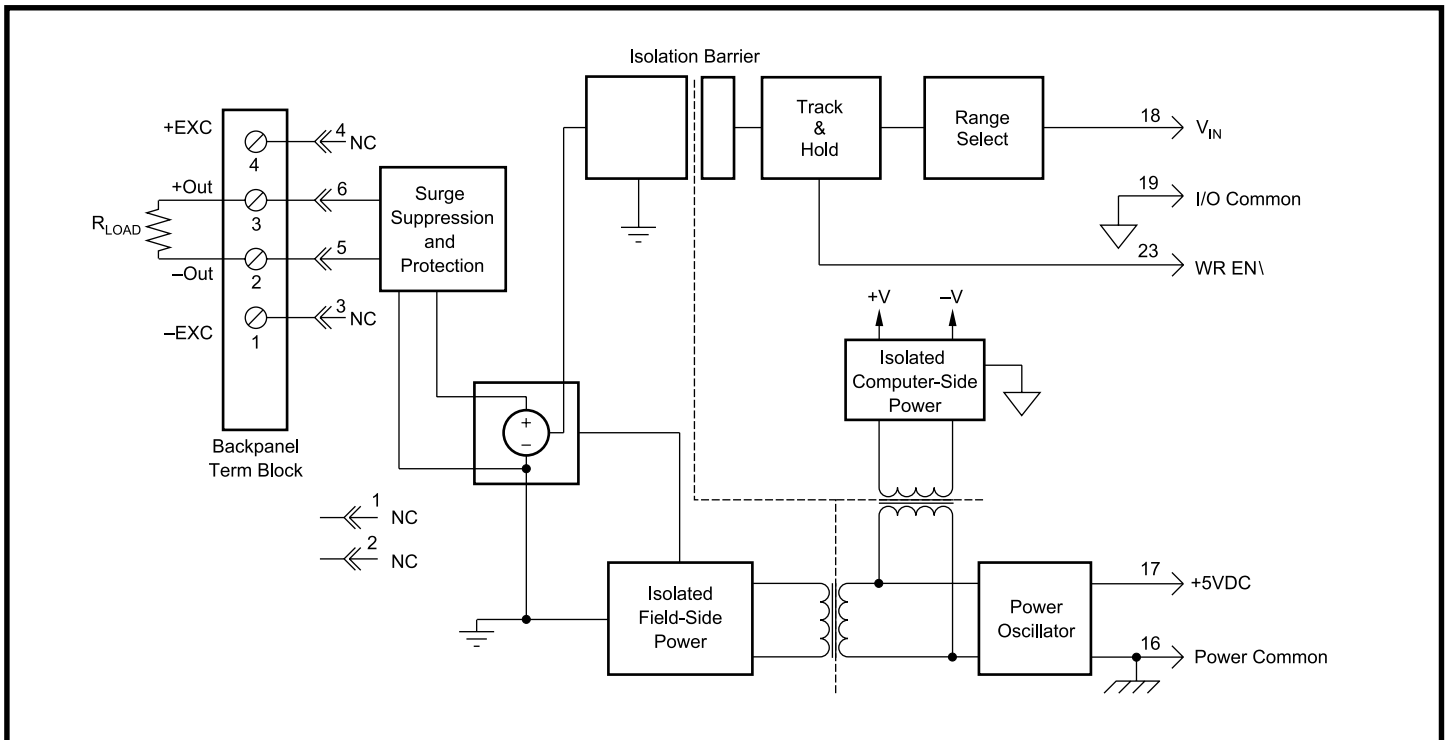 Isolation Barrier
+EXC
4
NC
4
+Out
6
3
R_LOAD
5
–Out
2
3
NC
–EXC
1
Backpanel
Term Block
1
NC
2
NC
Surge
Suppression
and
Protection
+
–
Track
&
Hold
Range
Select
18
V_IN
19
I/O Common
23
WR EN\
+V
–V
Isolated
Computer-Side
Power
Isolated
Field-Side
Power
Power
Oscillator
17
+5VDC
16
Power Common